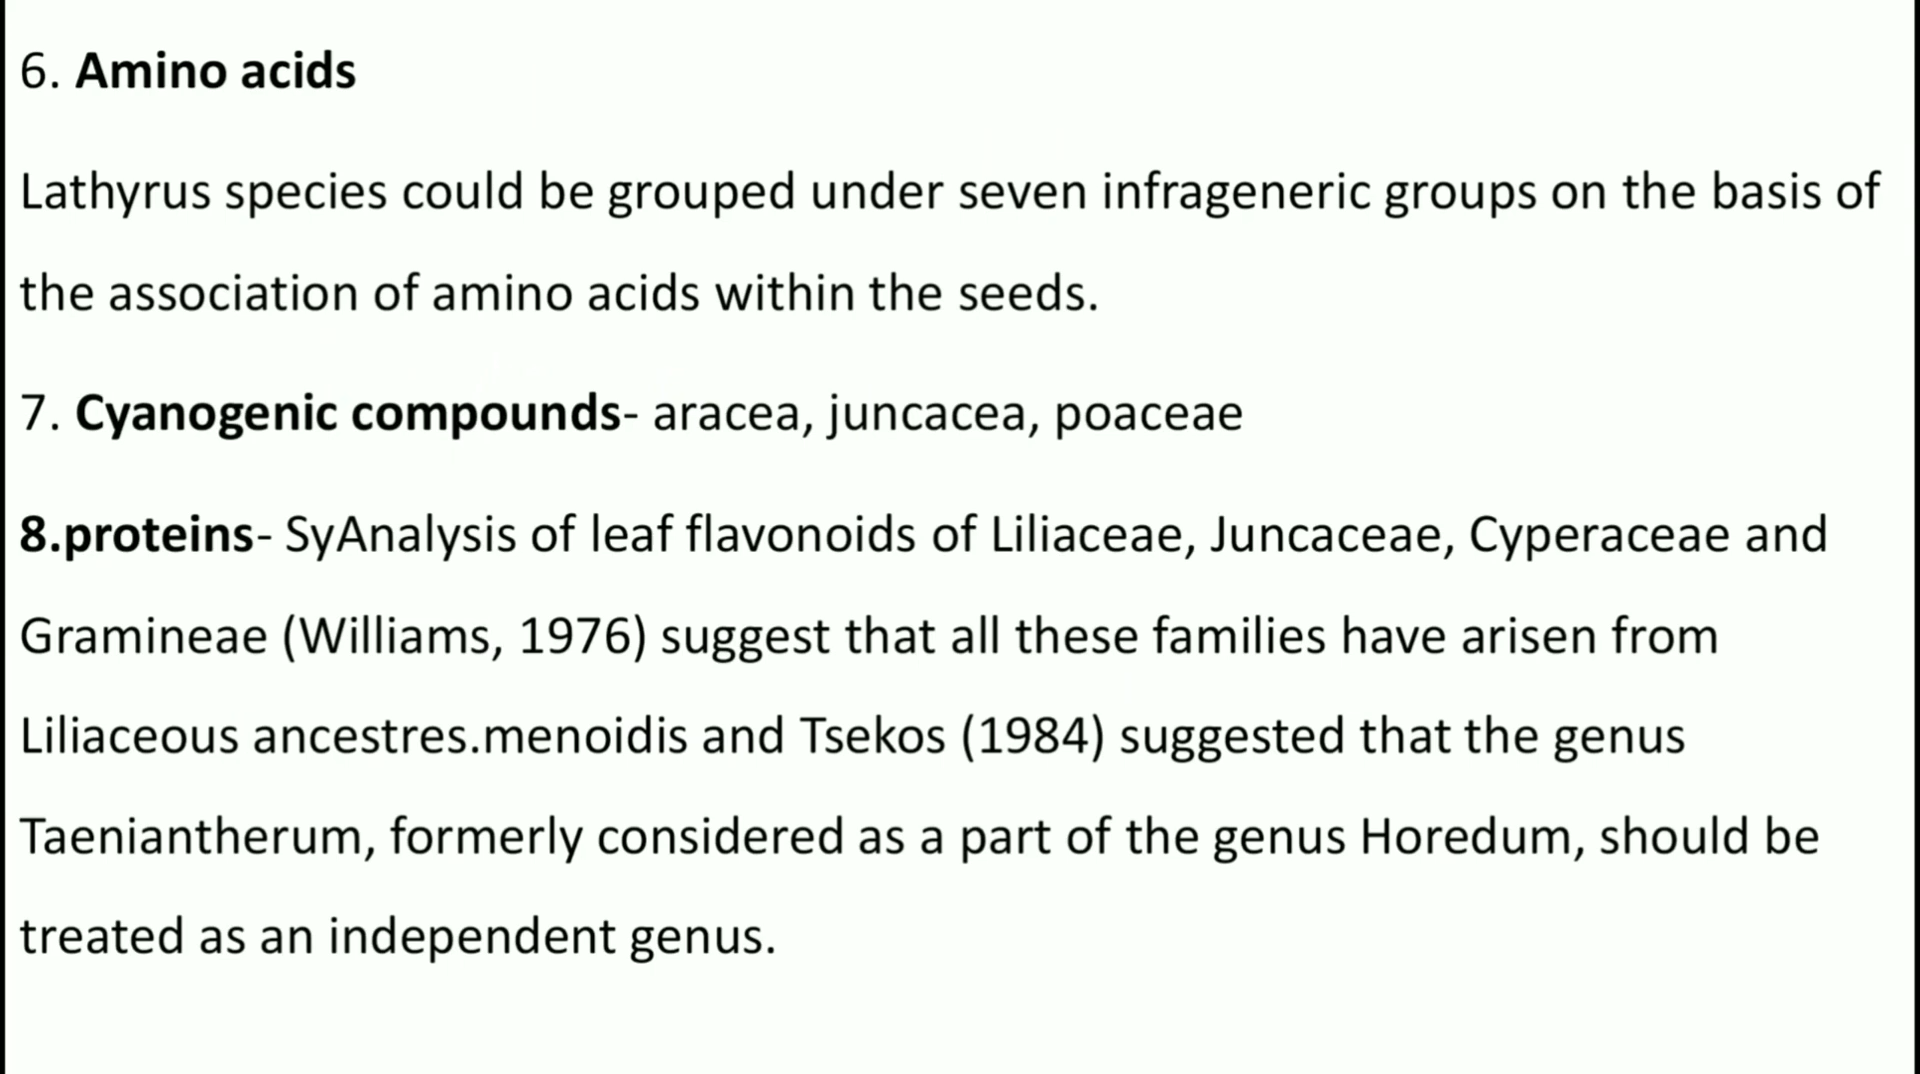 6. Amino acids
Lathyrus species could be grouped under seven infrageneric groups on the basis of
the association of amino acids within the seeds.
7. Cyanogenic compounds- aracea, juncacea, poaceae
8.proteins- SyAnalysis of leaf flavonoids of Liliaceae, Juncaceae, Cyperaceae and
Gramineae (Williams, 1976) suggest that all these families have arisen from
Liliaceous ancestres.menoidis and Tsekos (1984) suggested that the genus
Taeniantherum, formerly considered as a part of the genus Horedum, should be
treated as an independent genus.